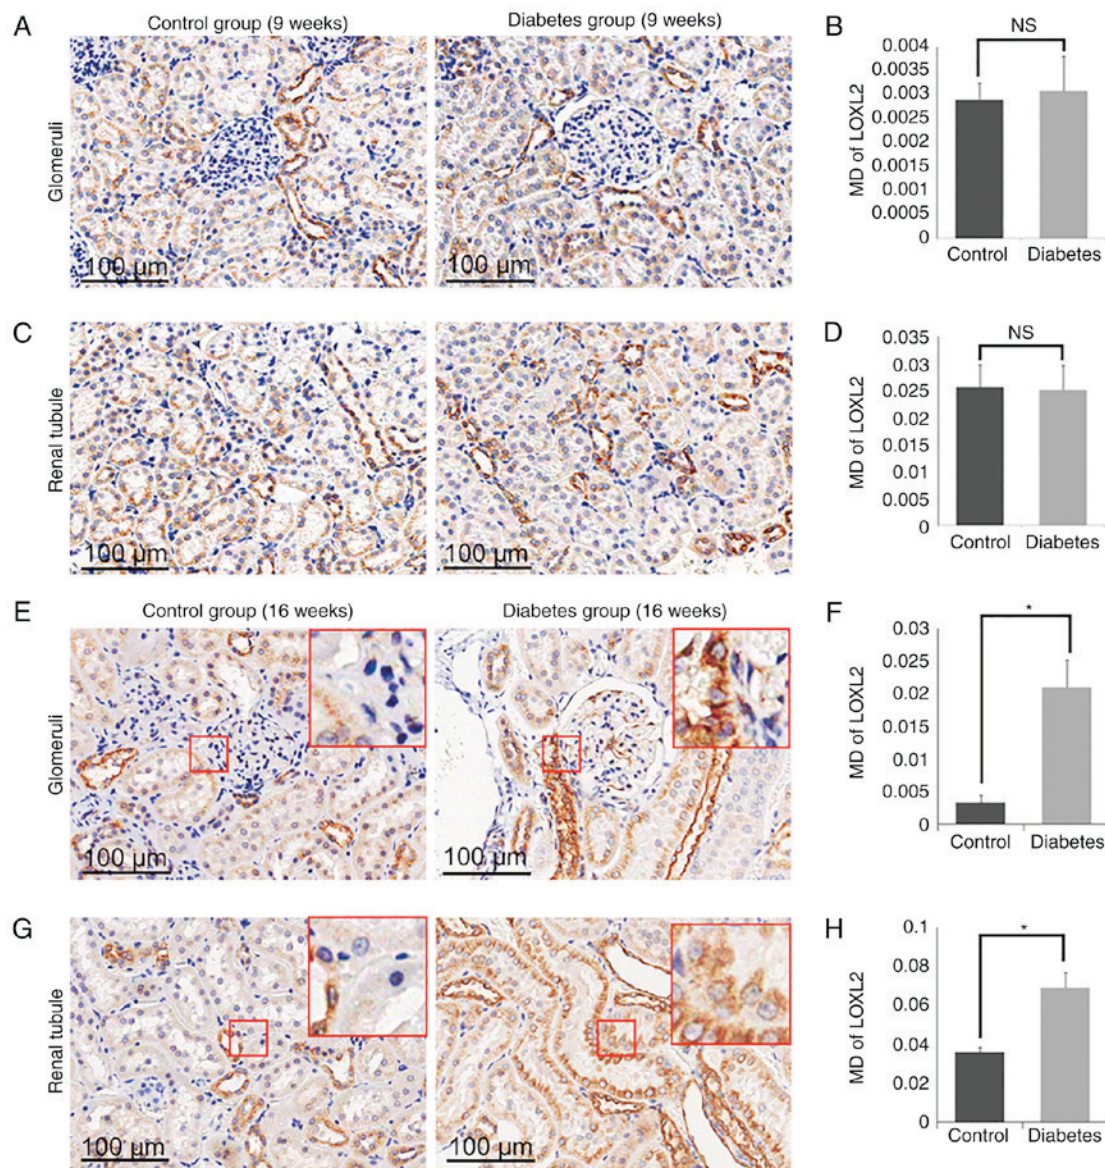 A
Control group (9 weeks)
Diabetes group (9 weeks)
B
Glomeruli
100 µm
100 µm
MD of LOXL2
0.004
0.0035
0.003
0.0025
0.002
0.0015
0.001
0.0005
0
NS
Control
Diabetes
C
Renal tubule
100 µm
100 µm
D
MD of LOXL2
0.035
0.03
0.025
0.02
0.015
0.01
0.005
0
NS
Control
Diabetes
E
Control group (16 weeks)
Diabetes group (16 weeks)
F
Glomeruli
100 µm
100 µm
MD of LOXL2
0.03
0.025
0.02
0.015
0.01
0.005
0
*
Control
Diabetes
G
Renal tubule
100 µm
100 µm
H
MD of LOXL2
0.1
0.08
0.06
0.04
0.02
0
*
Control
Diabetes